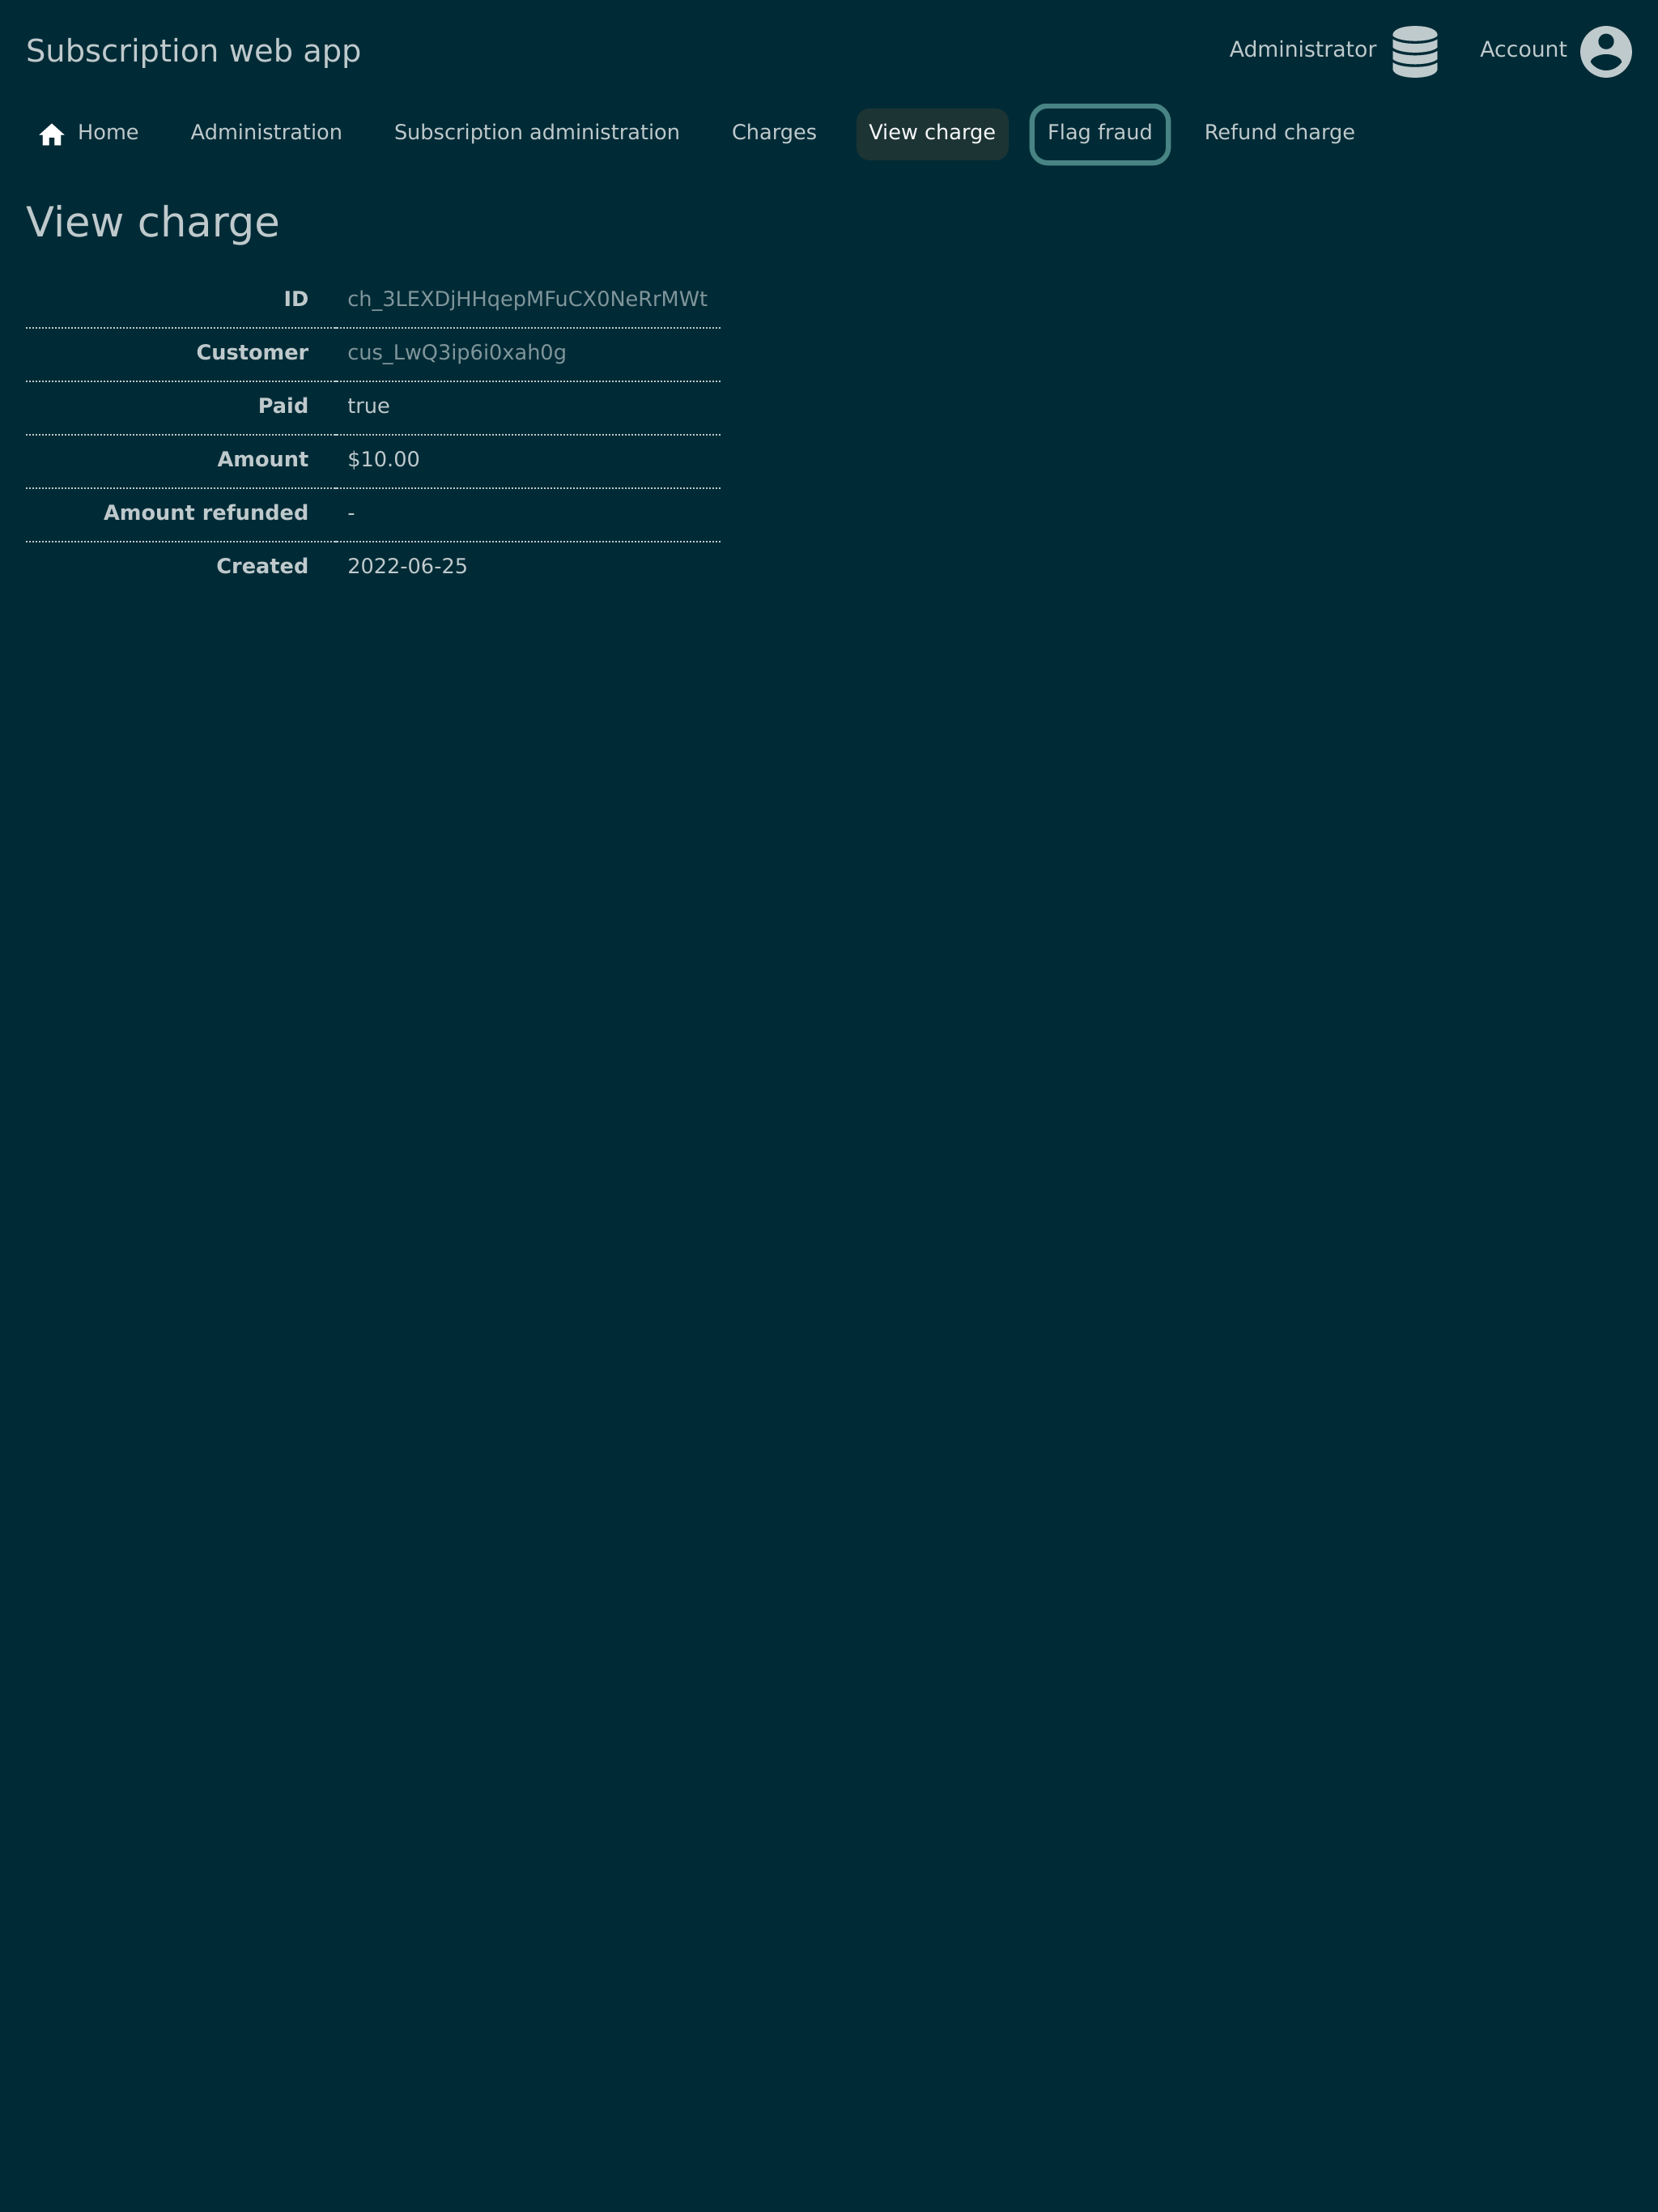 Subscription web app
Administrator
Account
Home
Administration
Subscription administration
Charges
View charge
Flag fraud
Refund charge
View charge
ID ch_3LEXDjHHqepMFuCX0NeRrMWt
Customer cus_LwQ3ip6i0xah0g
Paid true
Amount $10.00
Amount refunded -
Created 2022-06-25